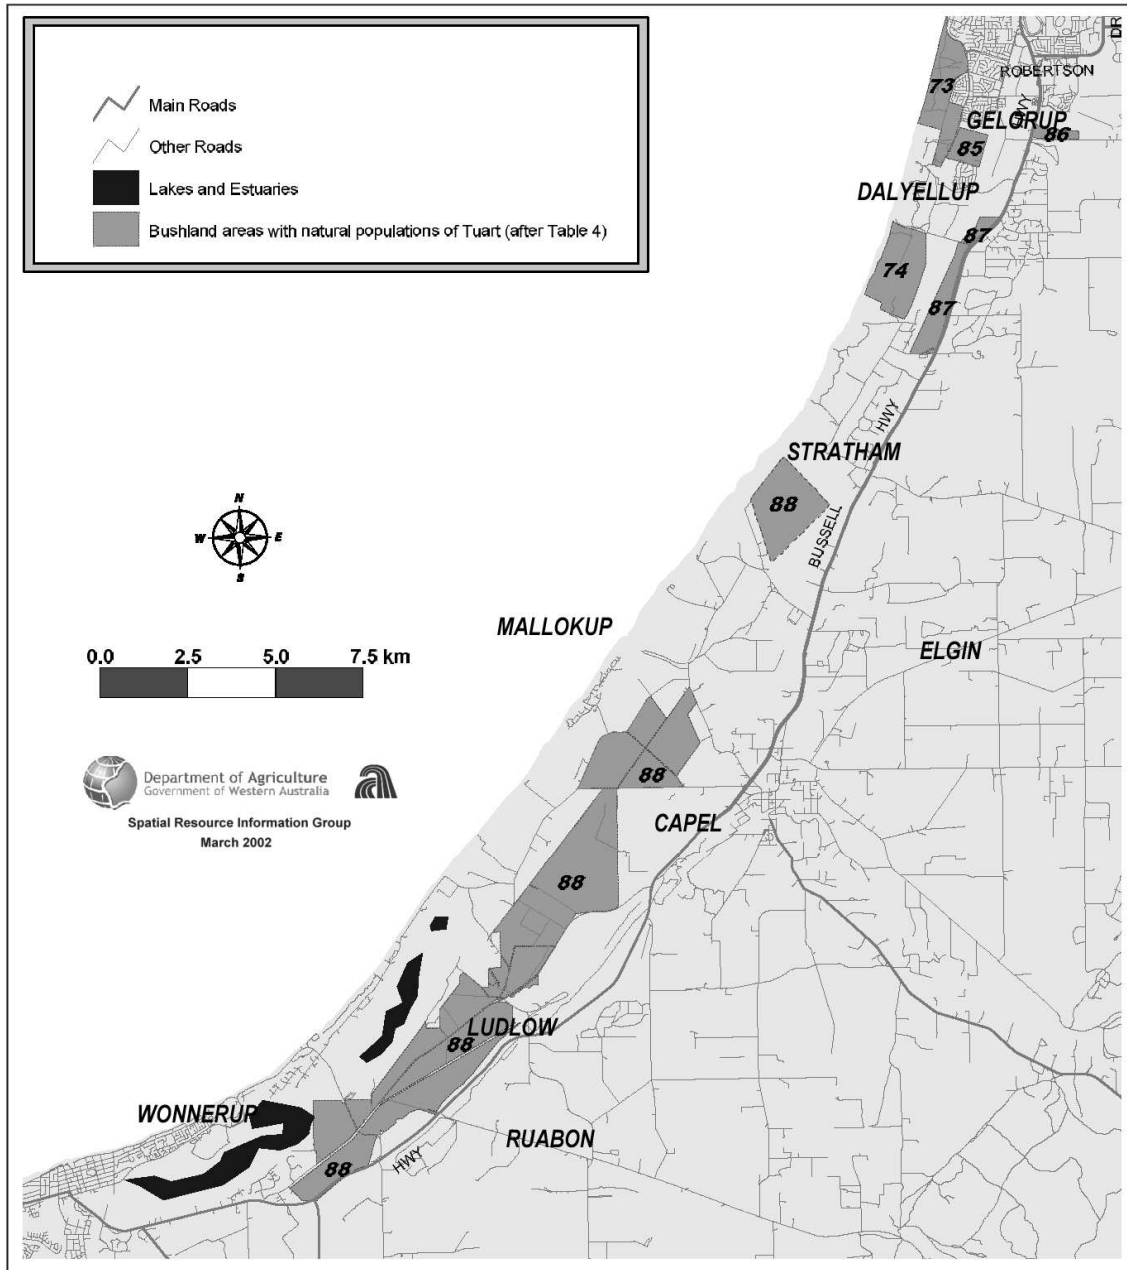 Main Roads
Other Roads
Lakes and Estuaries
Bushland areas with natural populations of Tuart (after Table 4)
DR
ROBERTSON
73
HWY
GELORUP
86
85
DALYELLUP
87
74
87
HWY
STRATHAM
88
BUSSELL
N
W E
S
MALLOKUP
ELGIN
0.0 2.5 5.0 7.5 km
88
Department of Agriculture
Government of Western Australia
Spatial Resource Information Group
March 2002
CAPEL
88
LUDLOW
88
WONNERUP
RUABON
HWY
88